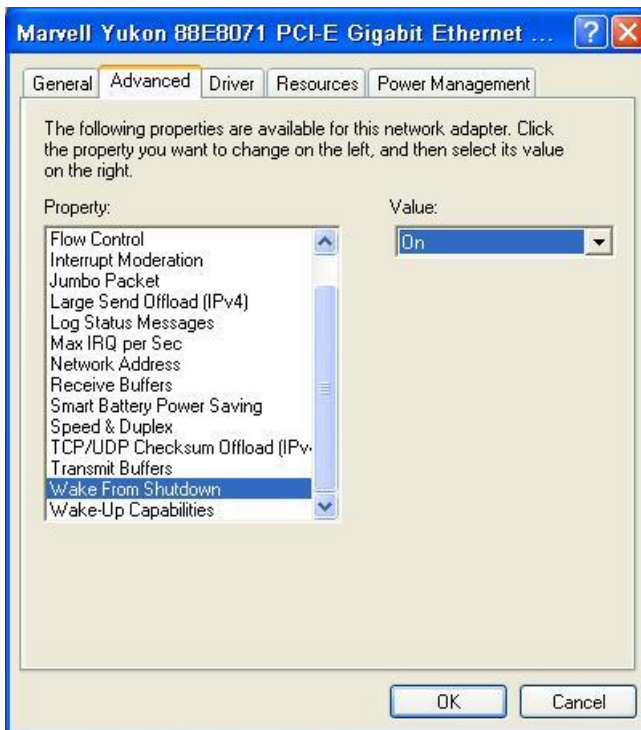 Marvell Yukon 88E8071 PCI-E Gigabit Ethernet ...
General Advanced Driver Resources Power Management
The following properties are available for this network adapter. Click
the property you want to change on the left, and then select its value
on the right.
Property:
Value:
Flow Control
On
Interrupt Moderation
Jumbo Packet
Large Send Offload (IPv4)
Log Status Messages
Max IRQ per Sec
Network Address
Receive Buffers
Smart Battery Power Saving
Speed & Duplex
TCP/UDP Checksum Offload (IPv
Transmit Buffers
Wake From Shutdown
Wake-Up Capabilities
OK Cancel